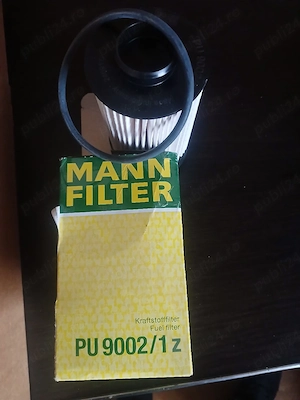 MANN
FILTER
Kraftstofffilter
Fuel filter
PU 9002/1 z